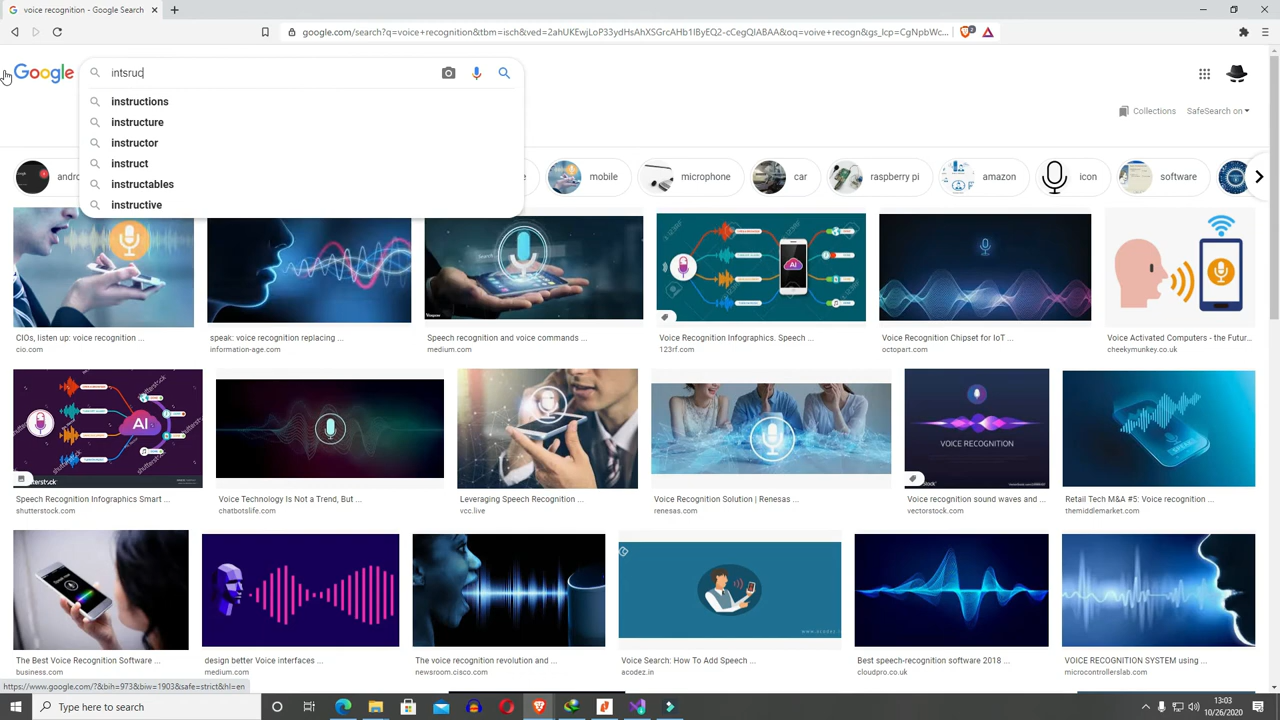 voice recognition - Google Search
google.com/search?q=voice+recognition&tbm=isch&ved=2ahUKEwjLoP33ydHsAhXSGrcAHb1IByEQ2-cCegQIABAA&oq=voive+recogn&gs_lcp=CgNpbWc...
2
Google
intsruc
instructions
instructure
instructor
instruct
instructables
instructive
Collections
SafeSearch on
andro
e
mobile
microphone
car
raspberry pi
amazon
icon
software
CIOs, listen up: voice recognition ...
cio.com
speak: voice recognition replacing ...
information-age.com
Speech recognition and voice commands ...
medium.com
AI
Voice Recognition Infographics. Speech ...
123rf.com
Voice Recognition Chipset for IoT ...
octopart.com
Voice Activated Computers - the Futur...
cheekymunkey.co.uk
AI
Speech Recognition Infographics Smart ...
shutterstock.com
Voice Technology Is Not a Trend, But ...
chatbotslife.com
Leveraging Speech Recognition ...
vcc.live
Voice Recognition Solution | Renesas ...
renesas.com
VOICE RECOGNITION
Voice recognition sound waves and ...
vectorstock.com
Retail Tech M&A #5: Voice recognition ...
themiddlemarket.com
The Best Voice Recognition Software ...
business.com
design better Voice interfaces ...
medium.com
The voice recognition revolution and ...
newsroom.cisco.com
Voice Search: How To Add Speech ...
acodez.in
Best speech-recognition software 2018 ...
cloudpro.co.uk
VOICE RECOGNITION SYSTEM using ...
microcontrollerslab.com
https://www.google.com/?&bih=973&biw=1903&safe=strict&hl=en
Type here to search
13:03
10/26/2020